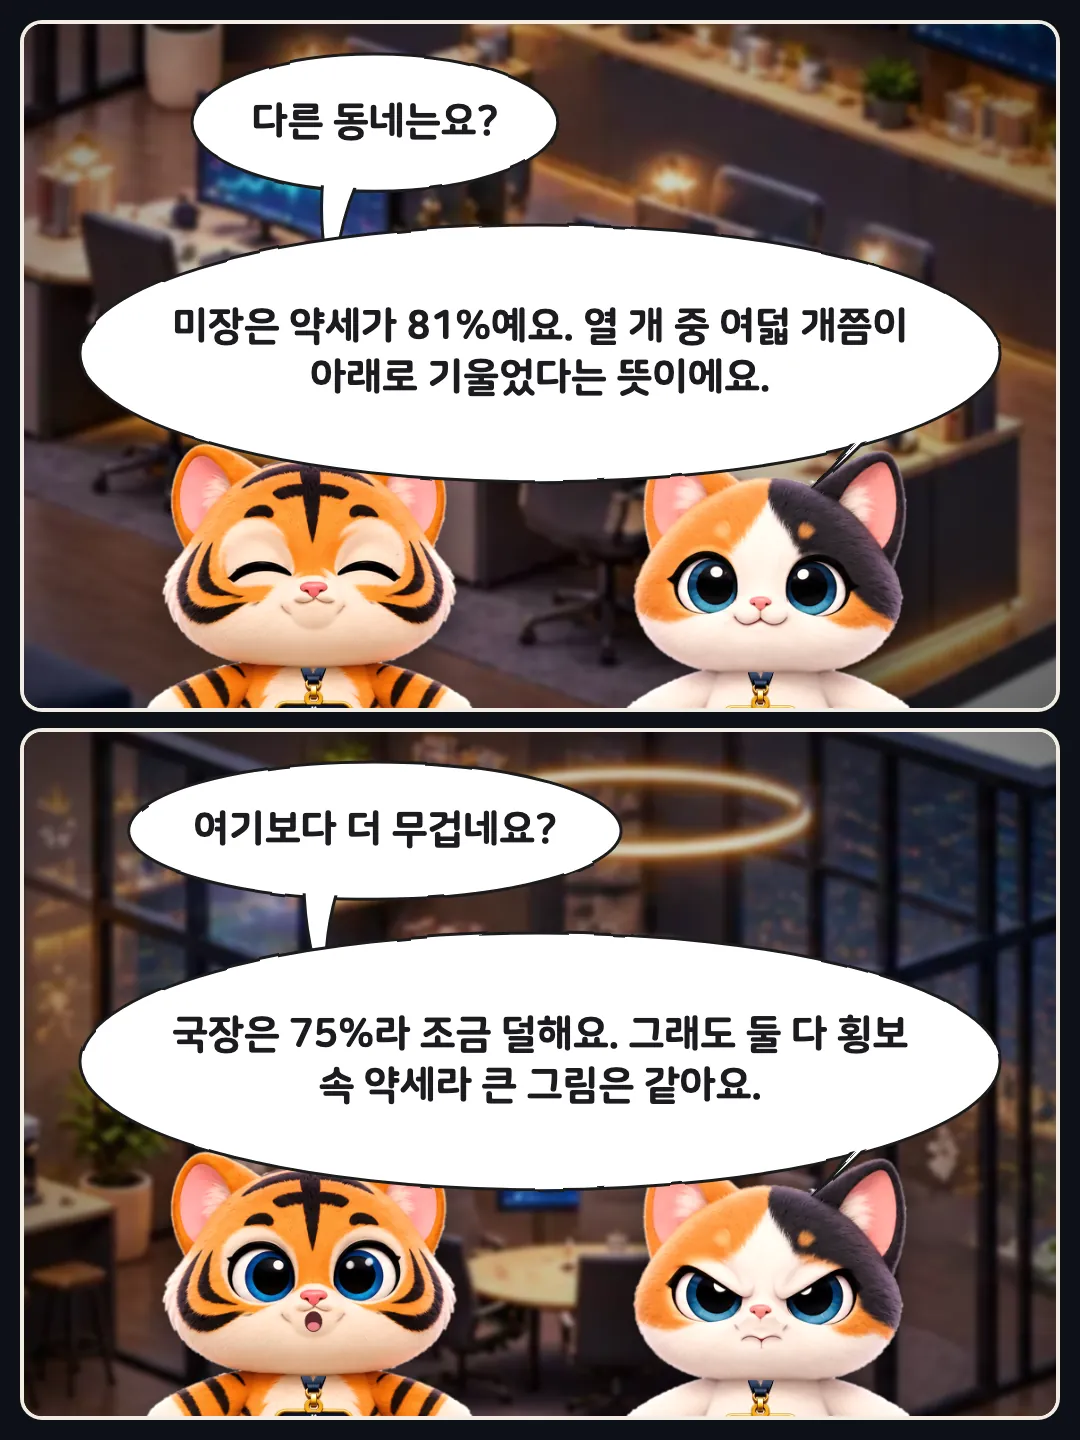 다른 동네는요?
미장은 약세가 81%예요. 열 개 중 여덟 개쯤이
아래로 기울었다는 뜻이에요.
여기보다 더 무겁네요?
국장은 75%라 조금 덜해요. 그래도 둘 다 횡보
속 약세라 큰 그림은 같아요.